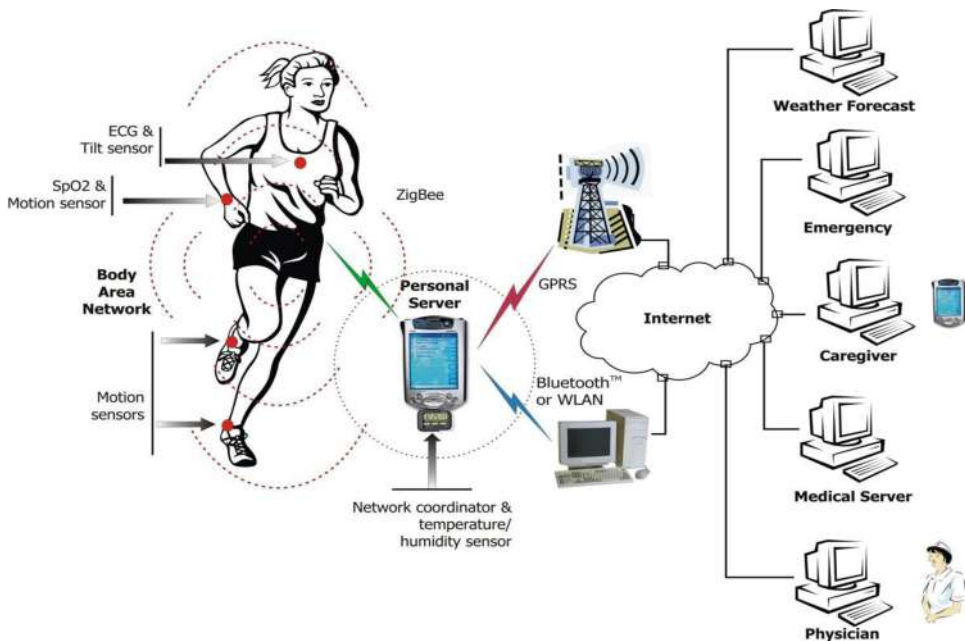 ECG &
Tilt sensor
SpO2 &
Motion sensor
ZigBee
Body
Area
Network
Motion
sensors
Personal
Server
Network coordinator &
temperature/
humidity sensor
GPRS
Bluetooth™
or WLAN
Internet
Weather Forecast
Emergency
Caregiver
Medical Server
Physician